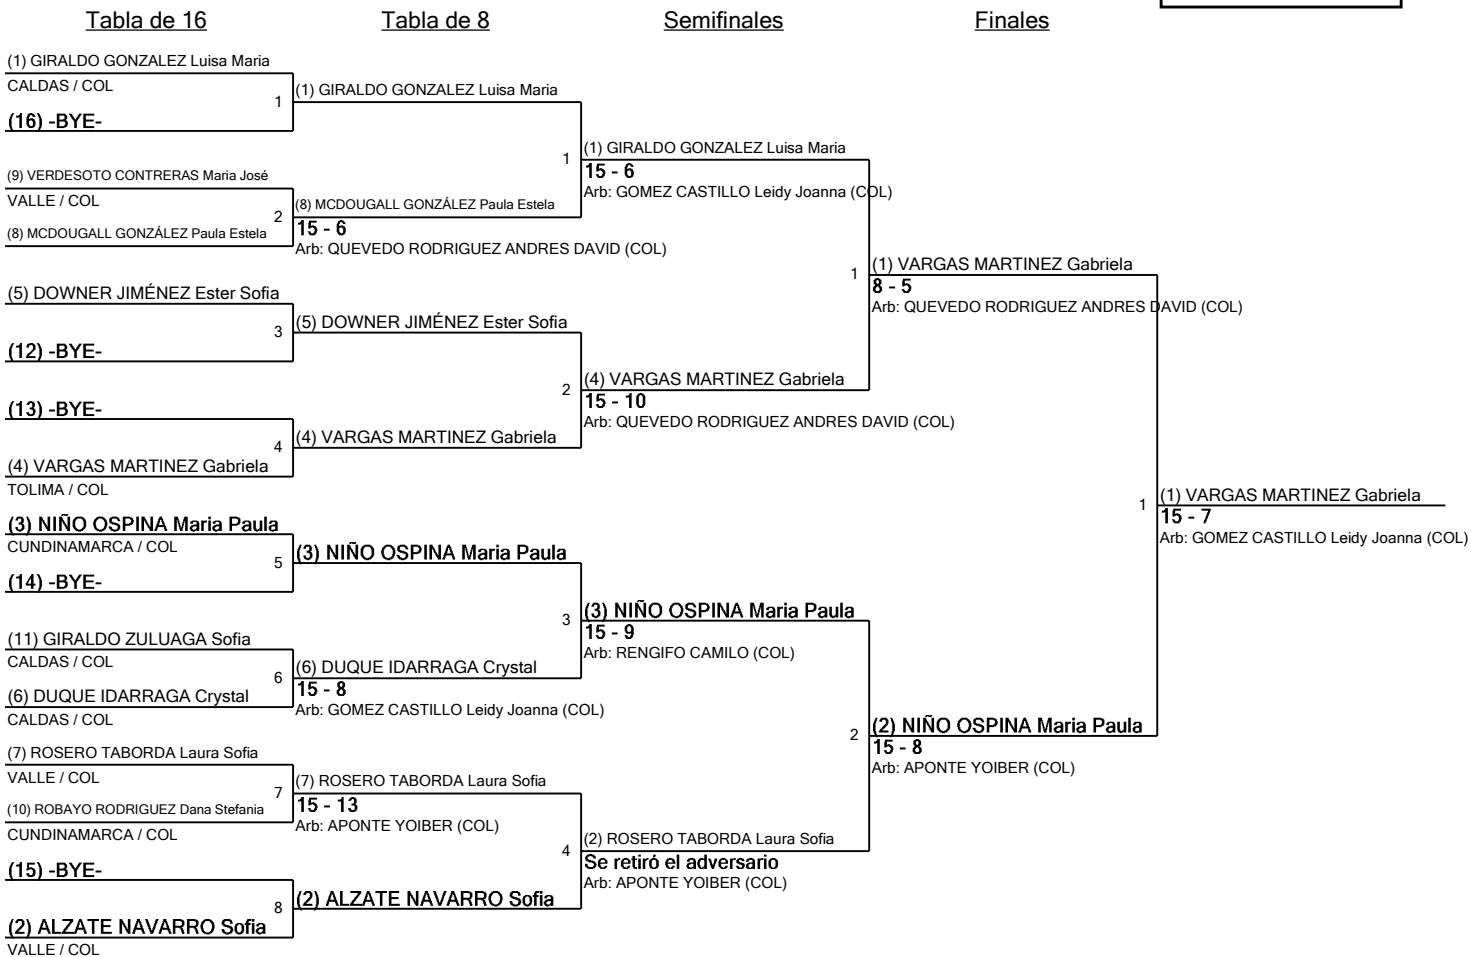 Tabla de 16
Tabla de 8
Semifinales
Finales
(1) GIRALDO GONZALEZ Luisa Maria
CALDAS / COL
1
(16) -BYE-
(9) VERDESOTO CONTRERAS Maria José
VALLE / COL
2
(8) MCDOUGALL GONZÁLEZ Paula Estela
(5) DOWNER JIMÉNEZ Ester Sofia
3
(12) -BYE-
(13) -BYE-
4
(4) VARGAS MARTINEZ Gabriela
TOLIMA / COL
(3) NIÑO OSPINA Maria Paula
CUNDINAMARCA / COL
5
(14) -BYE-
(11) GIRALDO ZULUAGA Sofia
CALDAS / COL
6
(6) DUQUE IDARRAGA Crystal
CALDAS / COL
(7) ROSERO TABORDA Laura Sofia
VALLE / COL
7
(10) ROBAYO RODRIGUEZ Dana Stefania
CUNDINAMARCA / COL
(15) -BYE-
8
(2) ALZATE NAVARRO Sofia
VALLE / COL
(1) GIRALDO GONZALEZ Luisa Maria
1
(8) MCDOUGALL GONZÁLEZ Paula Estela
15 - 6
Arb: QUEVEDO RODRIGUEZ ANDRES DAVID (COL)
(5) DOWNER JIMÉNEZ Ester Sofia
2
(4) VARGAS MARTINEZ Gabriela
(3) NIÑO OSPINA Maria Paula
3
(6) DUQUE IDARRAGA Crystal
15 - 8
Arb: GOMEZ CASTILLO Leidy Joanna (COL)
(7) ROSERO TABORDA Laura Sofia
15 - 13
Arb: APONTE YOIBER (COL)
4
(2) ALZATE NAVARRO Sofia
(1) GIRALDO GONZALEZ Luisa Maria
15 - 6
Arb: GOMEZ CASTILLO Leidy Joanna (COL)
1
(4) VARGAS MARTINEZ Gabriela
15 - 10
Arb: QUEVEDO RODRIGUEZ ANDRES DAVID (COL)
(3) NIÑO OSPINA Maria Paula
15 - 9
Arb: RENGIFO CAMILO (COL)
2
(2) ROSERO TABORDA Laura Sofia
Se retiró el adversario
Arb: APONTE YOIBER (COL)
(1) VARGAS MARTINEZ Gabriela
8 - 5
Arb: QUEVEDO RODRIGUEZ ANDRES DAVID (COL)
1
(2) NIÑO OSPINA Maria Paula
15 - 8
Arb: APONTE YOIBER (COL)
(1) VARGAS MARTINEZ Gabriela
15 - 7
Arb: GOMEZ CASTILLO Leidy Joanna (COL)